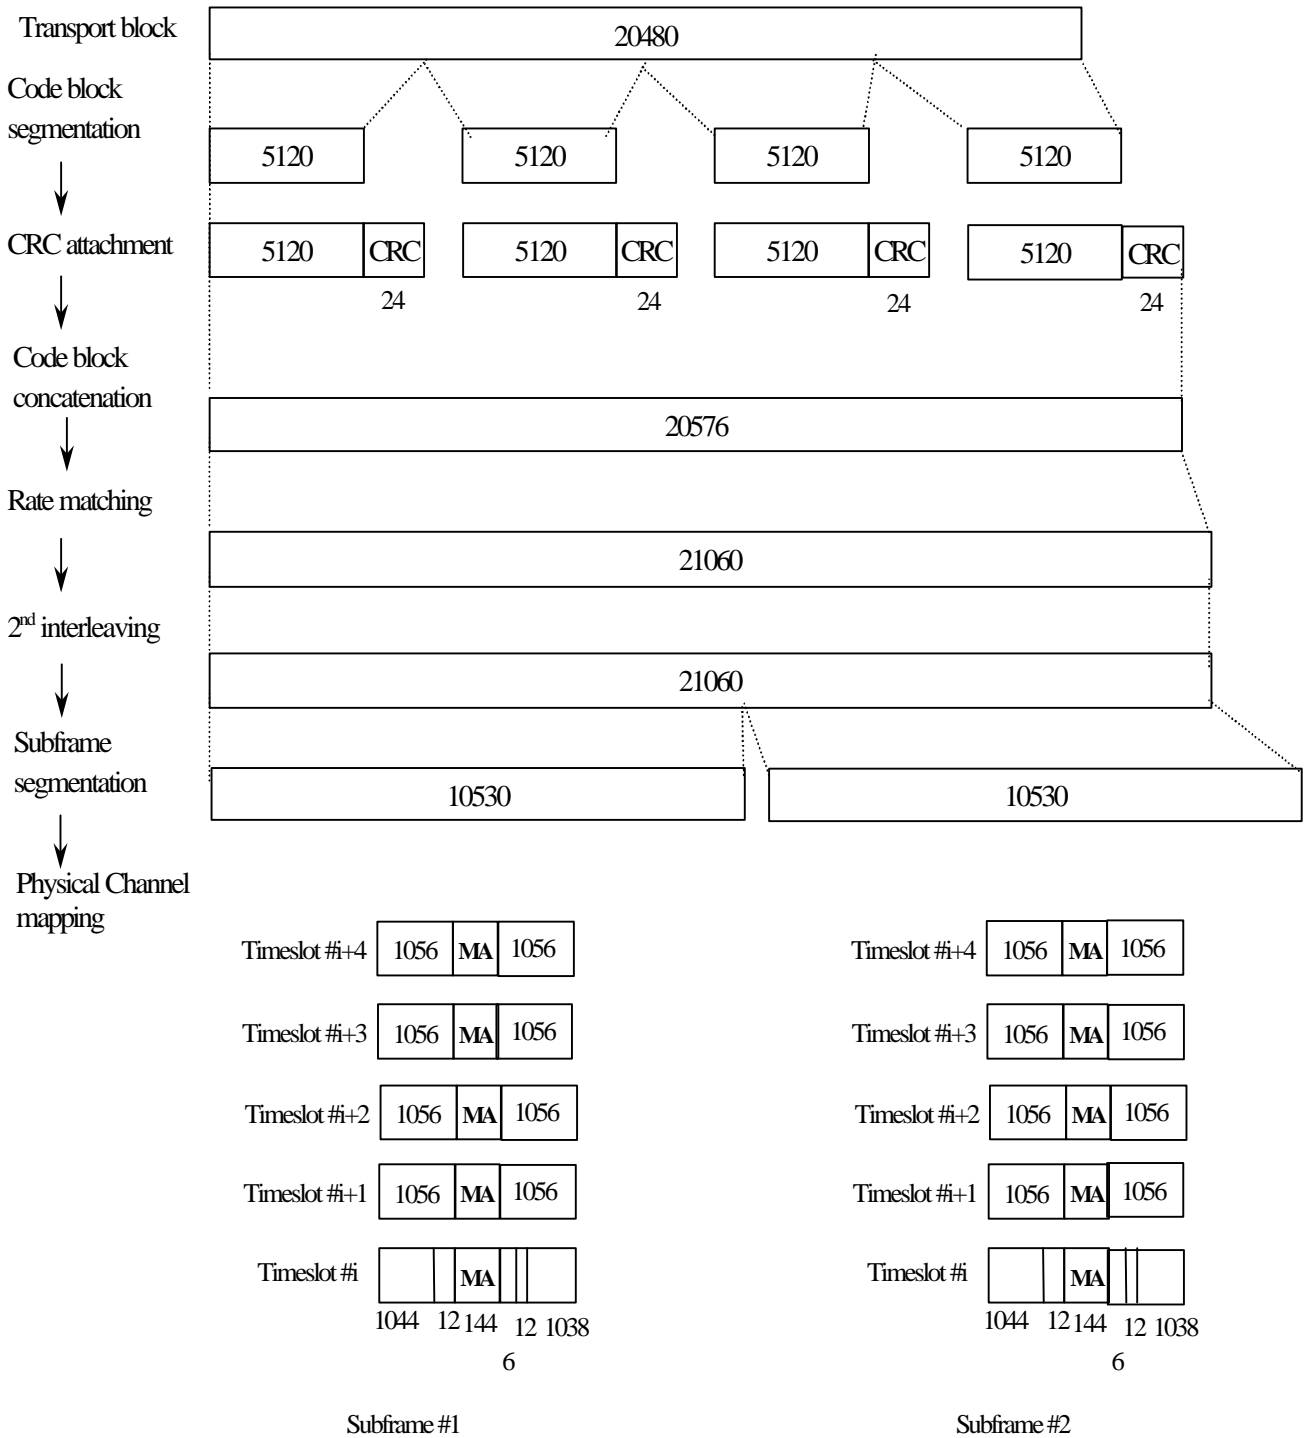 Transport block
20480
Code block
segmentation
5120 5120 5120 5120
CRC attachment
5120 CRC 5120 CRC 5120 CRC 5120 CRC
24 24 24 24
Code block
concatenation
20576
Rate matching
21060
2nd interleaving
21060
Subframe
segmentation
10530 10530
Physical Channel
mapping
Timeslot #i+4 1056 MA 1056 Timeslot #i+4 1056 MA 1056
Timeslot #i+3 1056 MA 1056 Timeslot #i+3 1056 MA 1056
Timeslot #i+2 1056 MA 1056 Timeslot #i+2 1056 MA 1056
Timeslot #i+1 1056 MA 1056 Timeslot #i+1 1056 MA 1056
Timeslot #i MA Timeslot #i MA
1044 12 144 12 1038 1044 12 144 12 1038
6 6
Subframe #1 Subframe #2